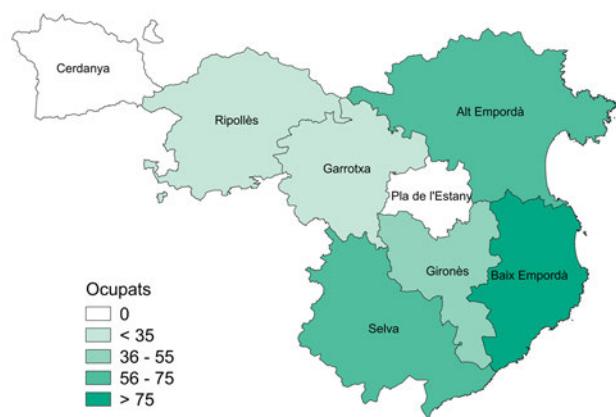 Cerdanya
Ripollès
Alt Empordà
Garrotxa
Pla de l'Estany
Gironès
Baix Empordà
Selva
Ocupats
0
< 35
36 - 55
56 - 75
> 75